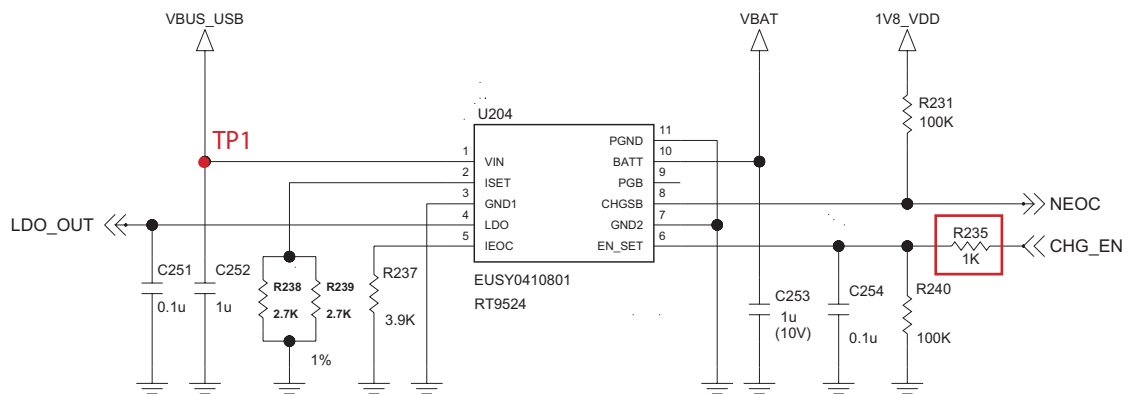 VBUS_USB
VBAT
1V8_VDD
TP1
U204
R231
100K
1 VIN
2 ISET
3 GND1
4 LDO
5 IEOC
PGND 11
BATT 10
PGB 9
CHGSB 8
GND2 7
EN_SET 6
EUSY0410801
RT9524
LDO_OUT
NEOC
CHG_EN
R235
1K
C251
0.1u
C252
1u
R238
2.7K
R239
2.7K
1%
R237
3.9K
C253
1u
(10V)
C254
0.1u
R240
100K